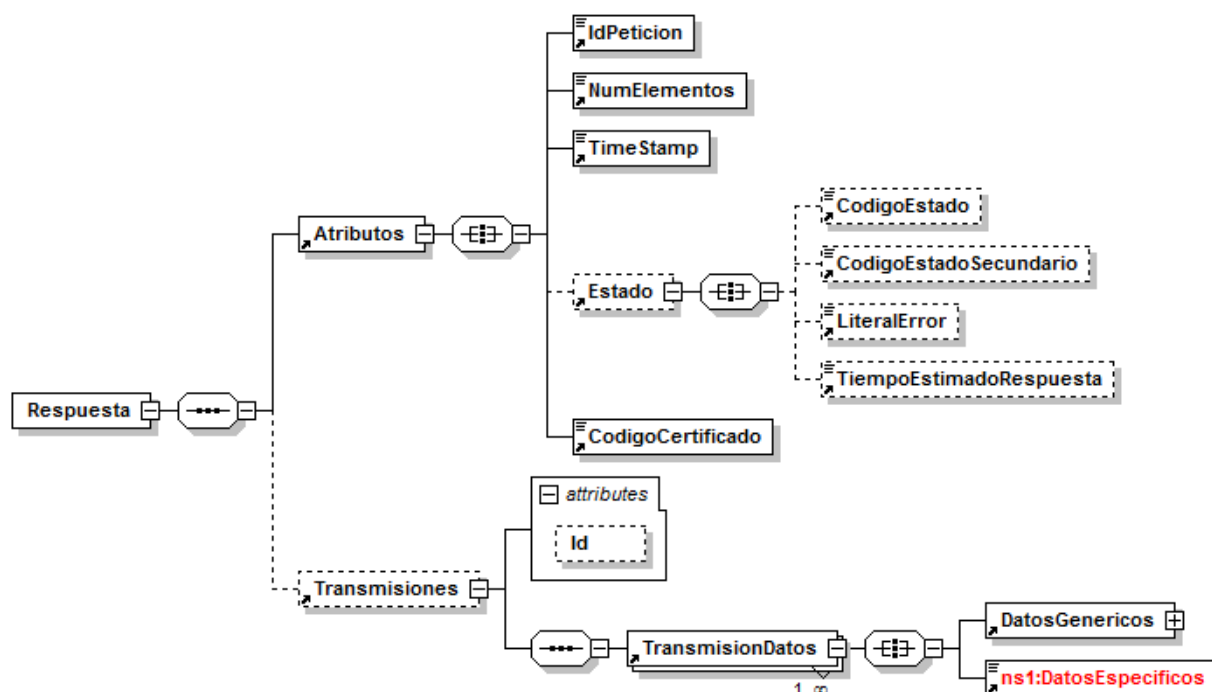 IdPeticion
NumElementos
TimeStamp
Atributos
CodigoEstado
CodigoEstadoSecundario
Estado
LiteralError
TiempoEstimadoRespuesta
Respuesta
CodigoCertificado
attributes
Id
Transmisiones
DatosGenericos
TransmisionDatos
ns1:DatosEspecificos
1..∞